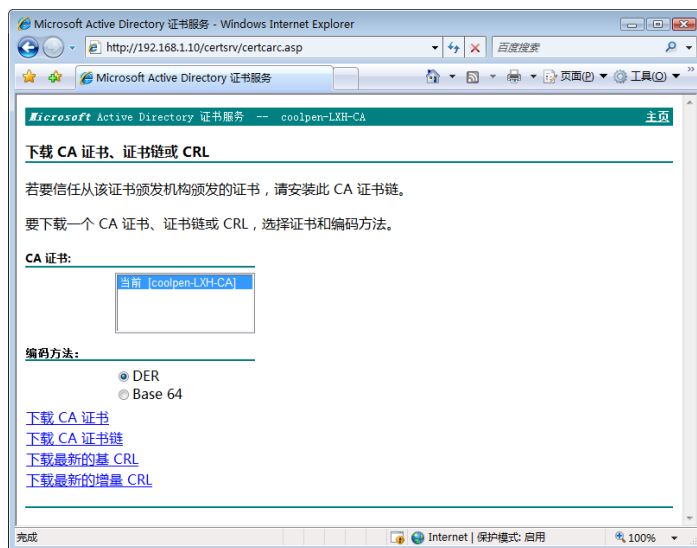 Microsoft Active Directory 证书服务 - Windows Internet Explorer
http://192.168.1.10/certsrv/certcarc.asp
百度搜索
Microsoft Active Directory 证书服务
页面(P)
工具(O)
Microsoft Active Directory 证书服务 -- coolpen-LXH-CA
主页
下载 CA 证书、证书链或 CRL
若要信任从该证书颁发机构颁发的证书，请安装此 CA 证书链。
要下载一个 CA 证书、证书链或 CRL，选择证书和编码方法。
CA 证书:
当前 [coolpen-LXH-CA]
编码方法:
DER
Base 64
下载 CA 证书
下载 CA 证书链
下载最新的基 CRL
下载最新的增量 CRL
完成
Internet | 保护模式: 启用
100%